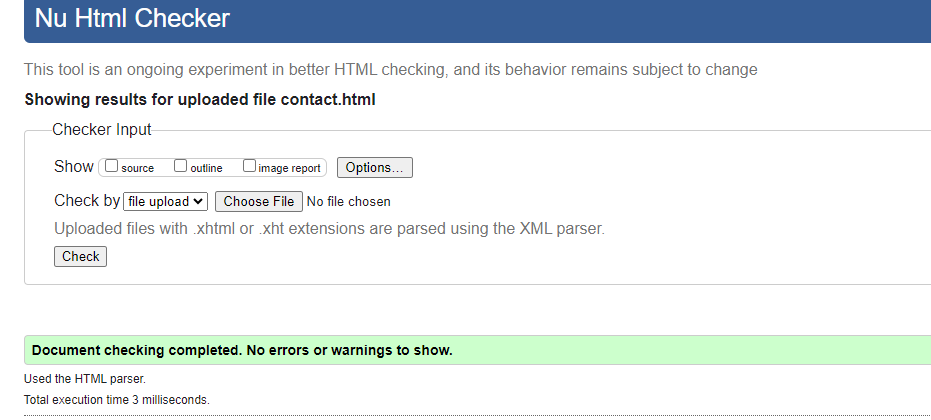 Nu Html Checker
This tool is an ongoing experiment in better HTML checking, and its behavior remains subject to change
Showing results for uploaded file contact.html
Checker Input
Show source outline image report Options...
Check by file upload Choose File No file chosen
Uploaded files with .xhtml or .xht extensions are parsed using the XML parser.
Check
Document checking completed. No errors or warnings to show.
Used the HTML parser.
Total execution time 3 milliseconds.